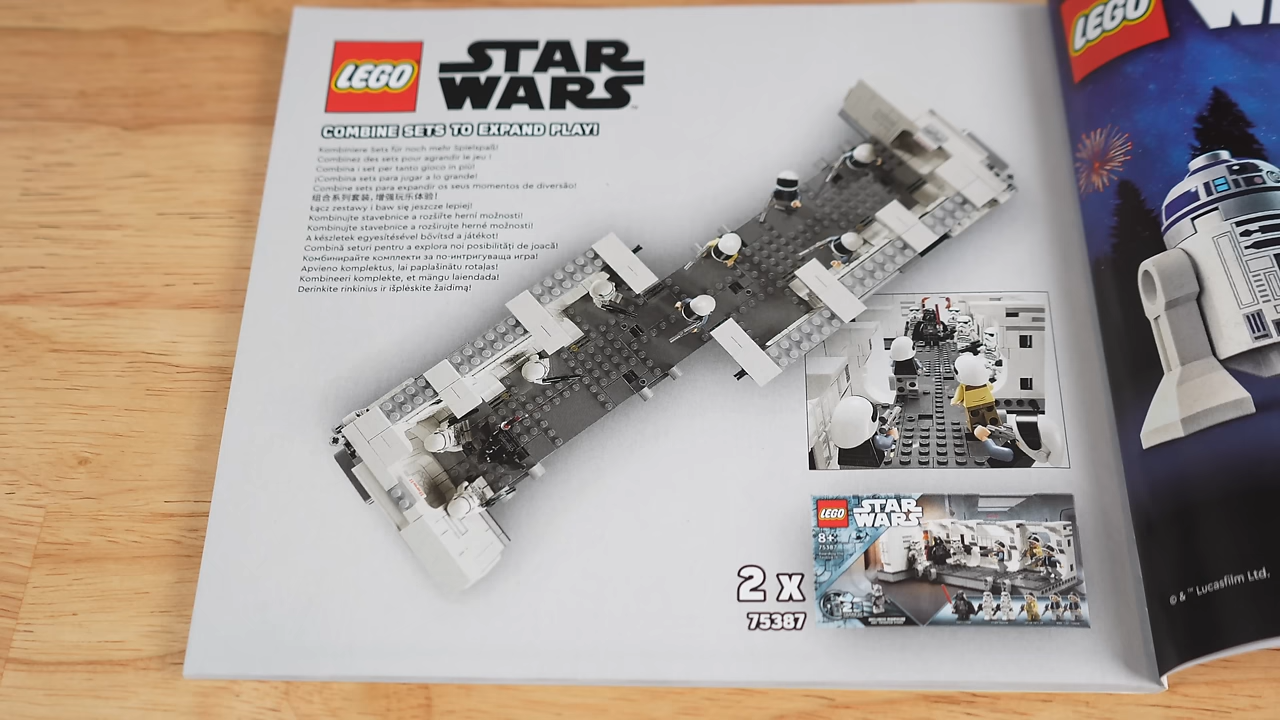 LEGO
STAR
WARS
COMBINE SETS TO EXPAND PLAY!
Kombiniere Sets für noch mehr Spielspaß!
Combinez des sets pour agrandir le jeu !
Combina i set per tanto gioco in più!
¡Combina sets para jugar a lo grande!
Combine sets para expandir os seus momentos de diversão!
组合系列套装，增强玩乐体验！
Łącz zestawy i baw się jeszcze lepiej!
Kombinujte stavebnice a rozšiřte herní možnosti!
Kombinujte stavebnice a rozširujte herné možnosti!
A készletek egyesítésével bővítsd a játékot!
Combină seturi pentru a explora noi posibilități de joacă!
Комбинирайте комплекти за по-интригуваща игра!
Apvieno komplektus, lai paplašinātu rotaļas!
Kombineeri komplekte, et mängu laiendada!
Derinkite rinkinius ir išplėskite žaidimą!
2 x
75387
LEGO
STAR
WARS
8+
75387
LEGO
© & ™ Lucasfilm Ltd.